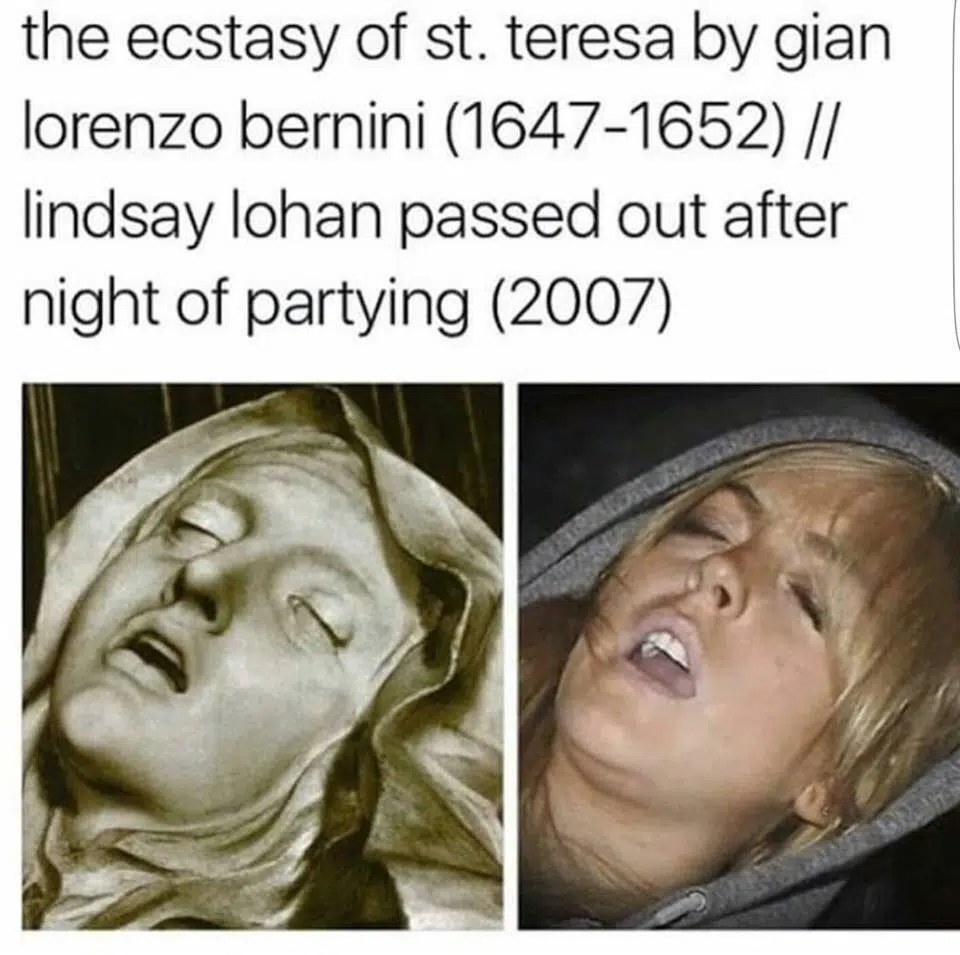 the ecstasy of st. teresa by gian
lorenzo bernini (1647-1652) //
lindsay lohan passed out after
night of partying (2007)